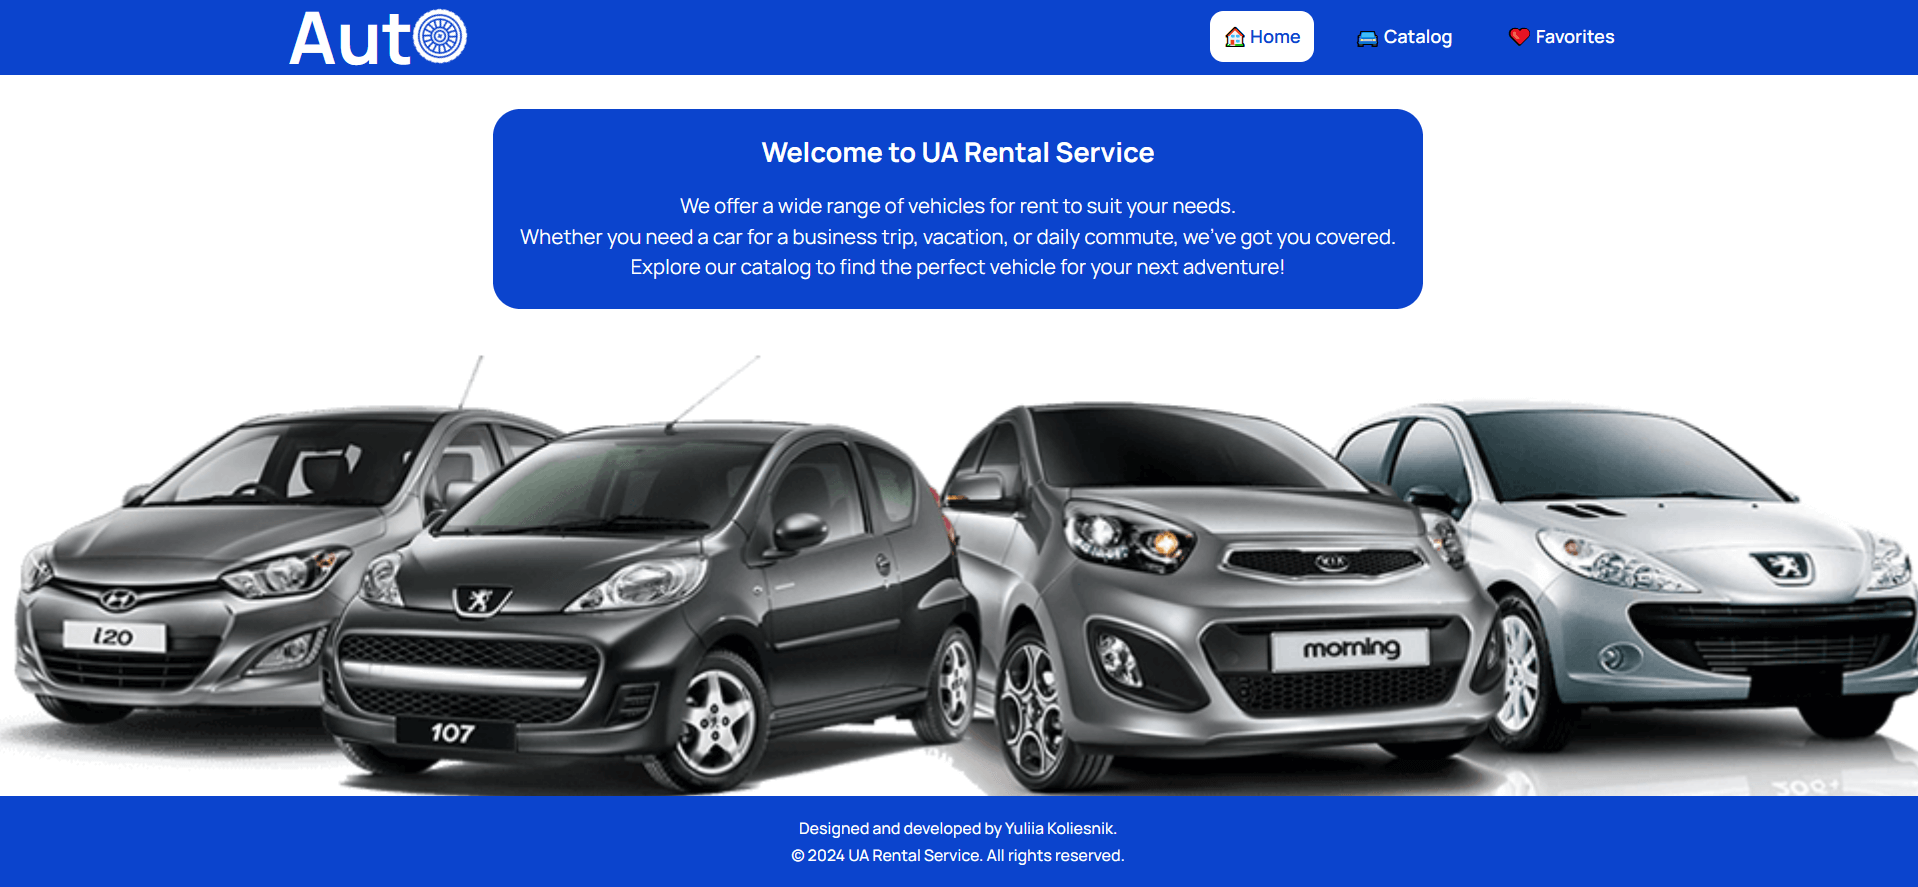 Auto
Home
Catalog
Favorites
Welcome to UA Rental Service
We offer a wide range of vehicles for rent to suit your needs.
Whether you need a car for a business trip, vacation, or daily commute, we've got you covered.
Explore our catalog to find the perfect vehicle for your next adventure!
i20
107
KIA
morning
Designed and developed by Yuliia Koliesnik.
© 2024 UA Rental Service. All rights reserved.